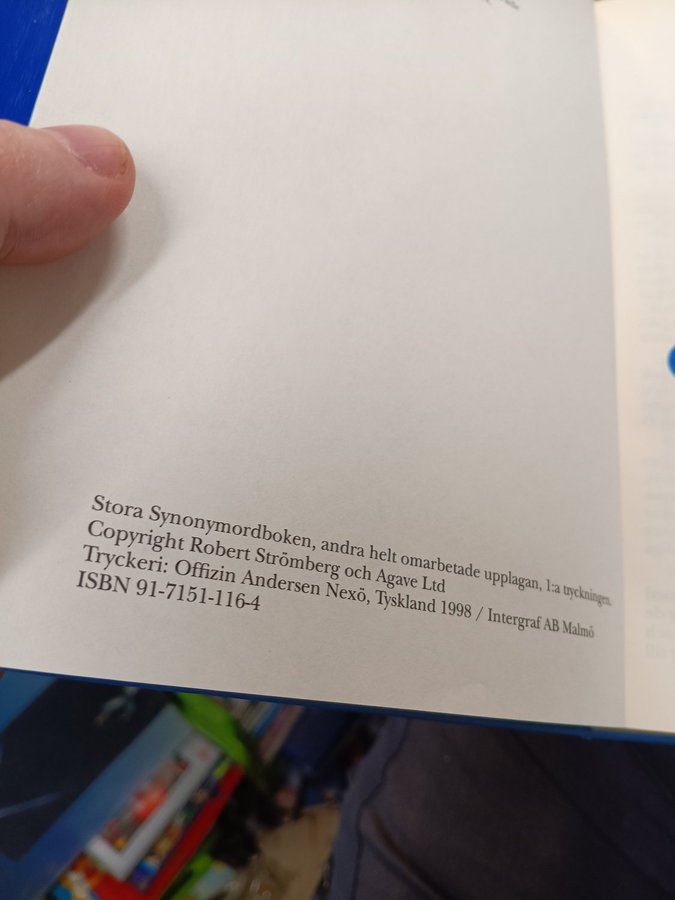 Stora Synonymordboken, andra helt omarbetade upplagan, 1:a tryckningen.
Copyright Robert Strömberg och Agave Ltd
Tryckeri: Offizin Andersen Nexö, Tyskland 1998 / Intergraf AB Malmö
ISBN 91-7151-116-4